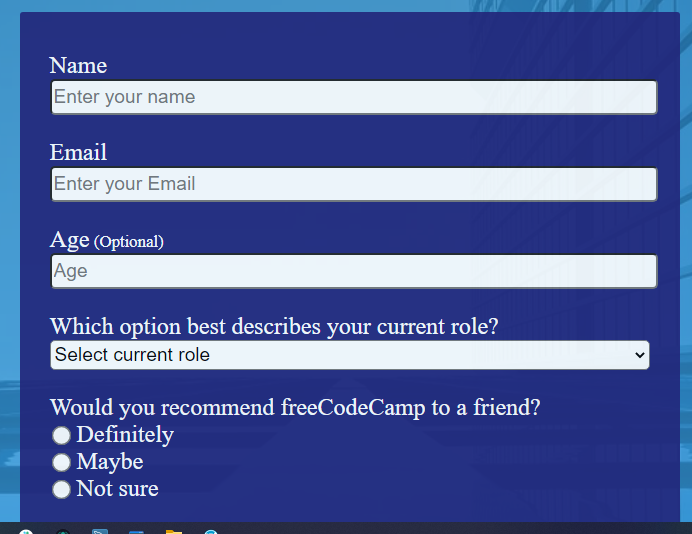 Name
Enter your name
Email
Enter your Email
Age (Optional)
Age
Which option best describes your current role?
Select current role
Would you recommend freeCodeCamp to a friend?
Definitely
Maybe
Not sure